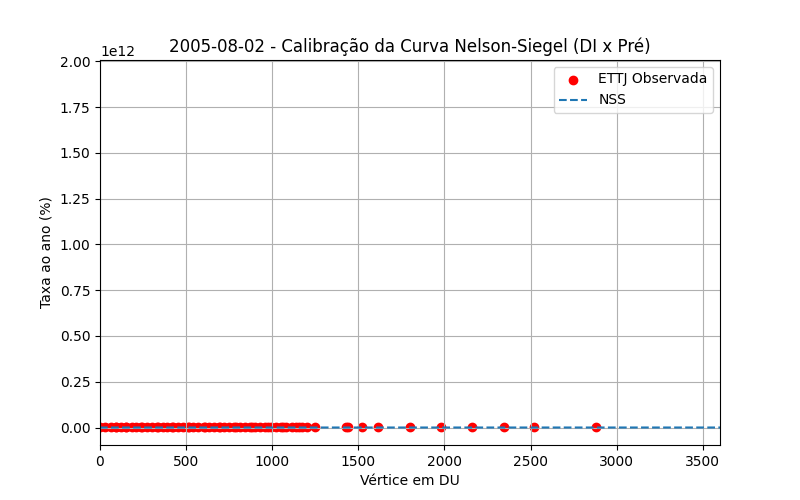 2005-08-02 - Calibração da Curva Nelson-Siegel (DI x Pré)
1e12
2.00
1.75
1.50
1.25
1.00
0.75
0.50
0.25
0.00
Taxa ao ano (%)
ETTJ Observada
NSS
0 500 1000 1500 2000 2500 3000 3500
Vértice em DU